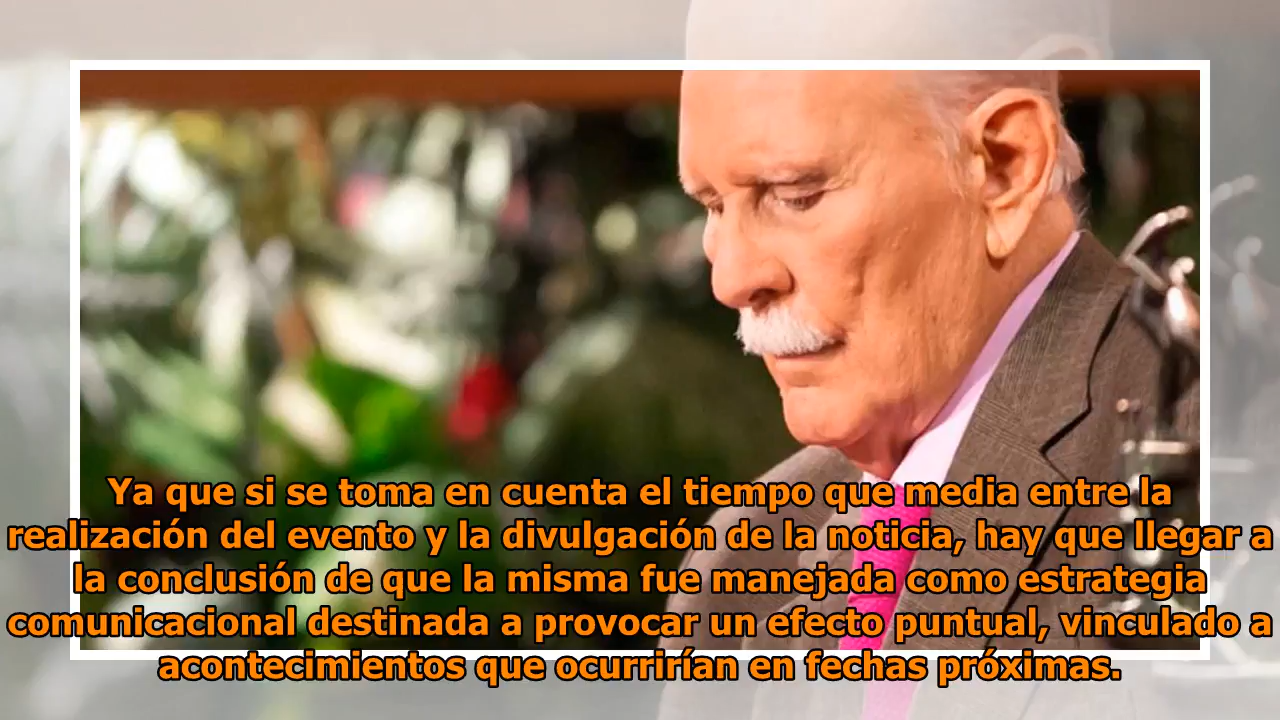 Ya que si se toma en cuenta el tiempo que media entre la
realización del evento y la divulgación de la noticia, hay que llegar a
la conclusión de que la misma fue manejada como estrategia
comunicacional destinada a provocar un efecto puntual, vinculado a
acontecimientos que ocurrirían en fechas próximas.